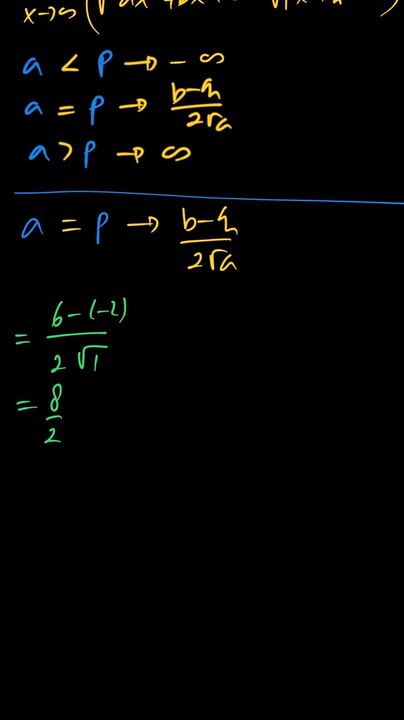 x→∞
a < p → - ∞
a = p → b-q/2√a
a > p → ∞
a = p → b-q/2√a
= 6-(-2)/2√1
= 8/2